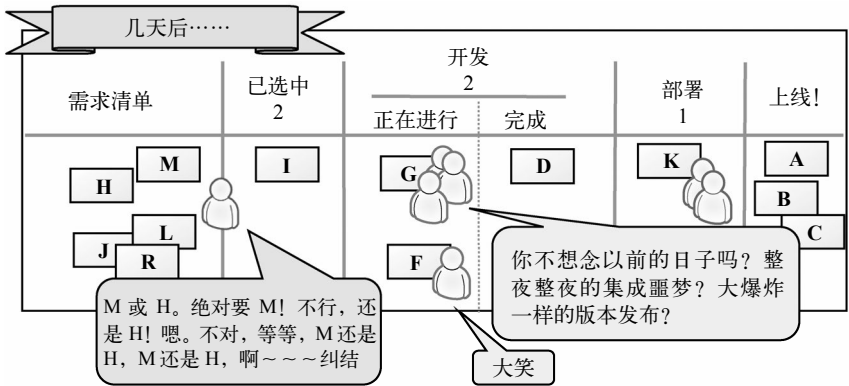 几天后……
需求清单
已选中
2
开发
2
正在进行
完成
部署
1
上线！
M
H
L
J
R
I
G
F
D
K
A
B
C
M 或 H。绝对要 M！不行，还
是 H！嗯。不对，等等，M还是
H，M还是 H，啊～～～纠结
你不想念以前的日子吗？整
夜整夜的集成噩梦？大爆炸
一样的版本发布？
大笑